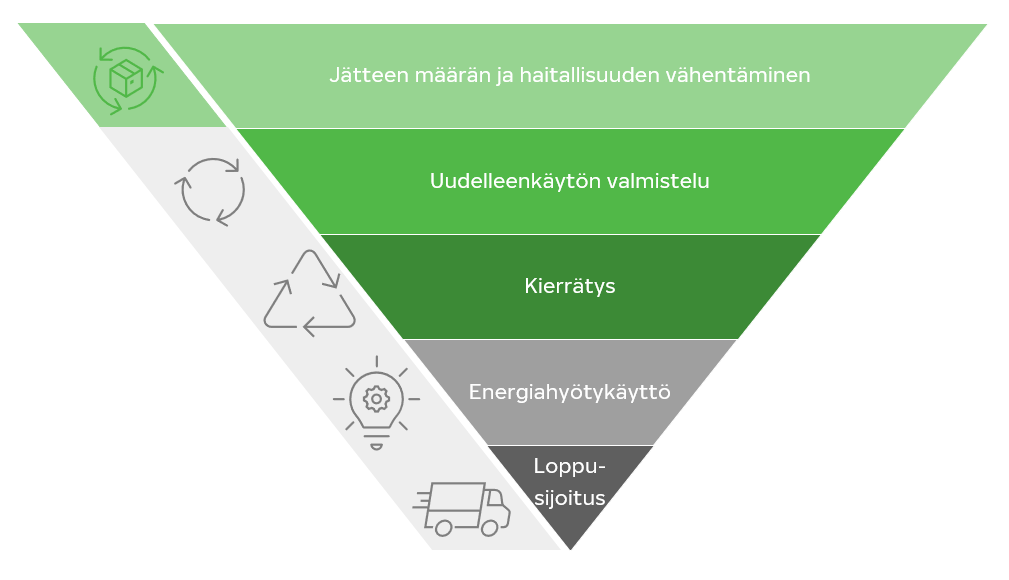 Jätteen määrän ja haitallisuuden vähentäminen
Uudelleenkäytön valmistelu
Kierrätys
Energiahyötykäyttö
Loppu-
sijoitus